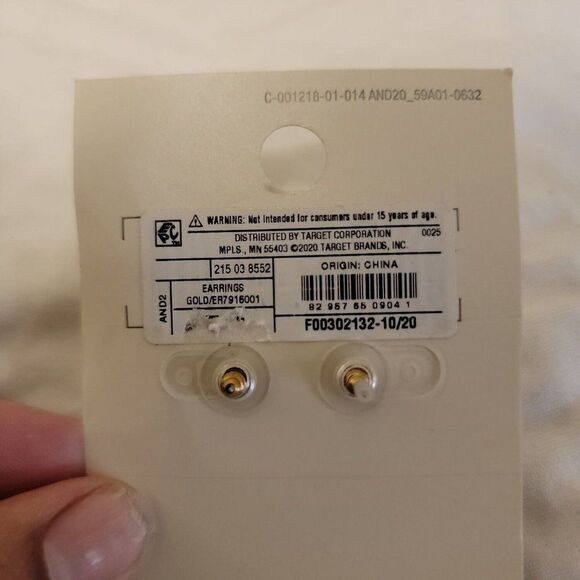 C-001218-01-014 AND20_59A01-0632
WARNING: Not intended for consumers under 15 years of age.
DISTRIBUTED BY TARGET CORPORATION 0025
MPLS., MN 55403 ©2020 TARGET BRANDS, INC.
215 03 8552
ORIGIN: CHINA
AND2
EARRINGS
GOLD/ER7916001
82 957 65 0904 1
F00302132-10/20